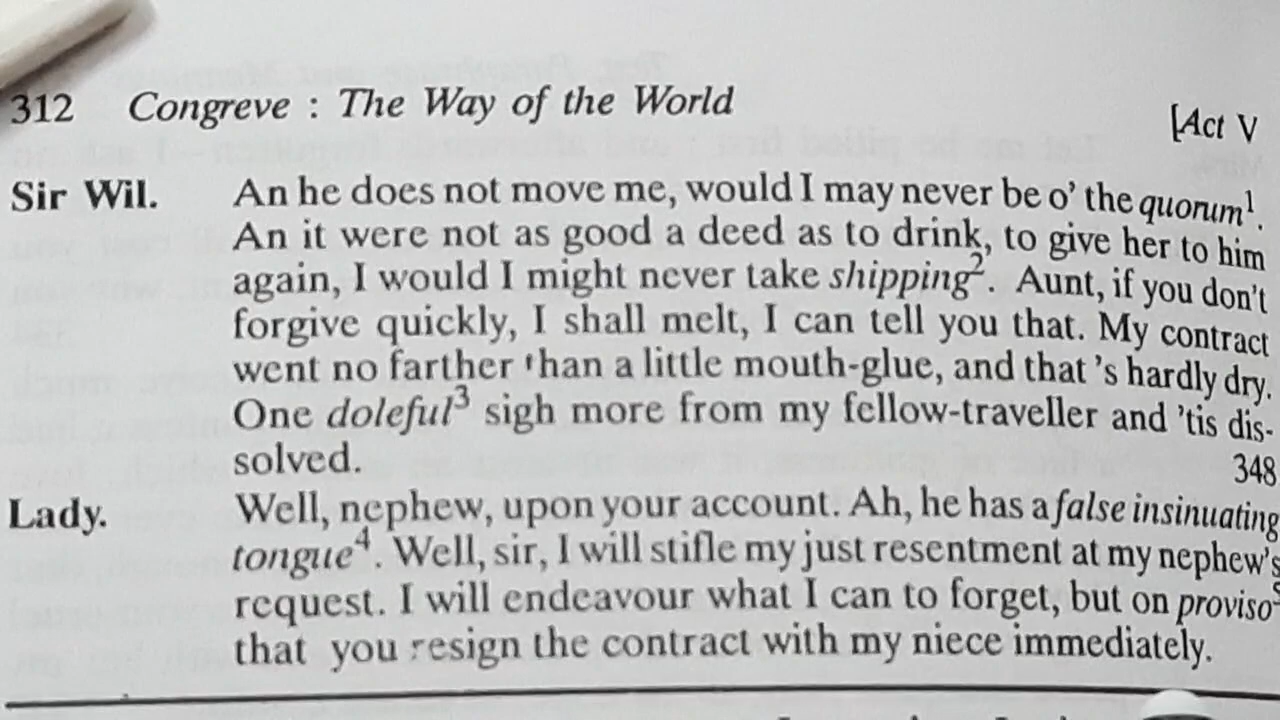 312 Congreve : The Way of the World [Act V
Sir Wil. An he does not move me, would I may never be o' the quorum1.
An it were not as good a deed as to drink, to give her to him
again, I would I might never take shipping2. Aunt, if you don't
forgive quickly, I shall melt, I can tell you that. My contract
went no farther 'han a little mouth-glue, and that 's hardly dry.
One doleful3 sigh more from my fellow-traveller and 'tis dis-
solved. 348
Lady. Well, nephew, upon your account. Ah, he has a false insinuating
tongue4 Well, sir, I will stifle my just resentment at my nephew's
request. I will endeavour what I can to forget, but on proviso5
that you resign the contract with my niece immediately.